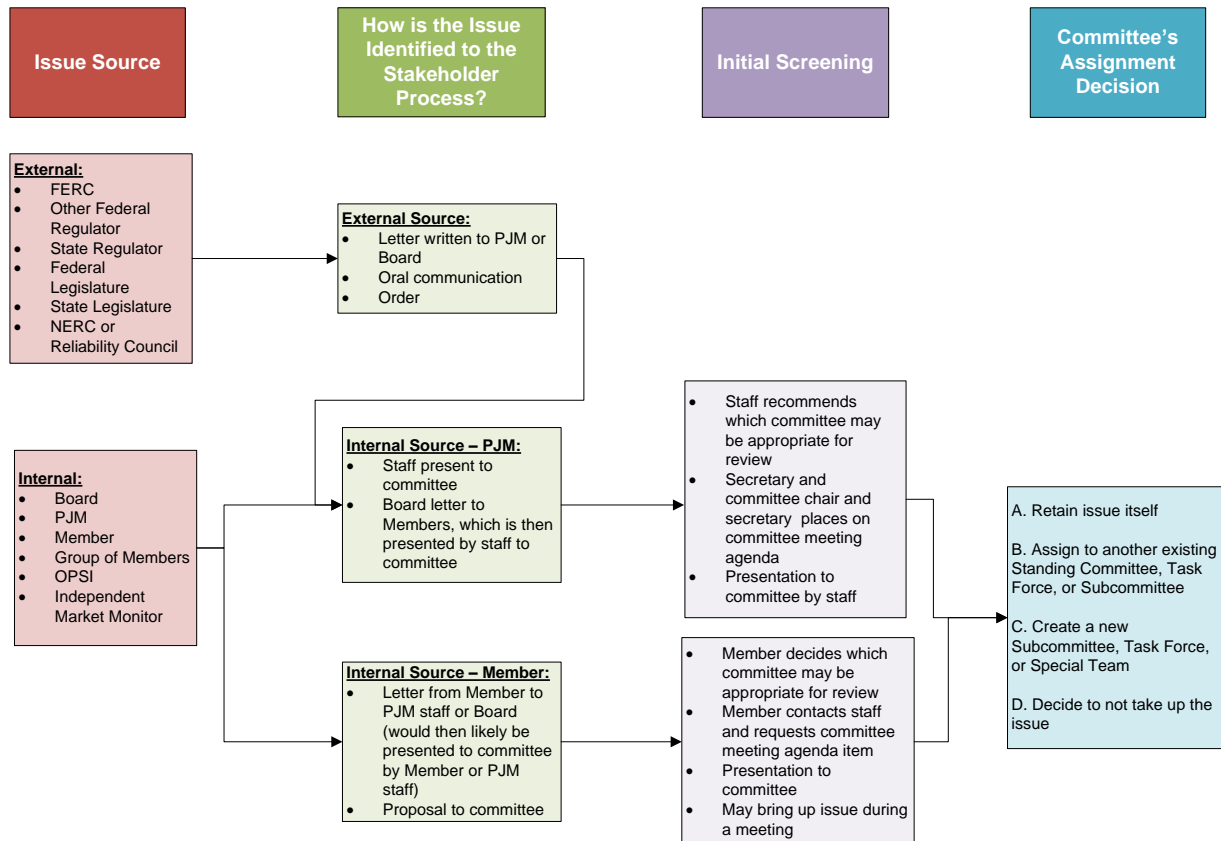 Issue Source
How is the Issue
Identified to the
Stakeholder
Process?
Initial Screening
Committee's
Assignment
Decision
External:
• FERC
• Other Federal
Regulator
• State Regulator
• Federal
Legislature
• State Legislature
• NERC or
Reliability Council
External Source:
• Letter written to PJM or
Board
• Oral communication
• Order
Internal:
• Board
• PJM
• Member
• Group of Members
• OPSI
• Independent
Market Monitor
Internal Source – PJM:
• Staff present to
committee
• Board letter to
Members, which is then
presented by staff to
committee
• Staff recommends
which committee may
be appropriate for
review
• Secretary and
committee chair and
secretary places on
committee meeting
agenda
• Presentation to
committee by staff
Internal Source – Member:
• Letter from Member to
PJM staff or Board
(would then likely be
presented to committee
by Member or PJM
staff)
• Proposal to committee
• Member decides which
committee may be
appropriate for review
• Member contacts staff
and requests committee
meeting agenda item
• Presentation to
committee
• May bring up issue during
a meeting
A. Retain issue itself
B. Assign to another existing
Standing Committee, Task
Force, or Subcommittee
C. Create a new
Subcommittee, Task Force,
or Special Team
D. Decide to not take up the
issue